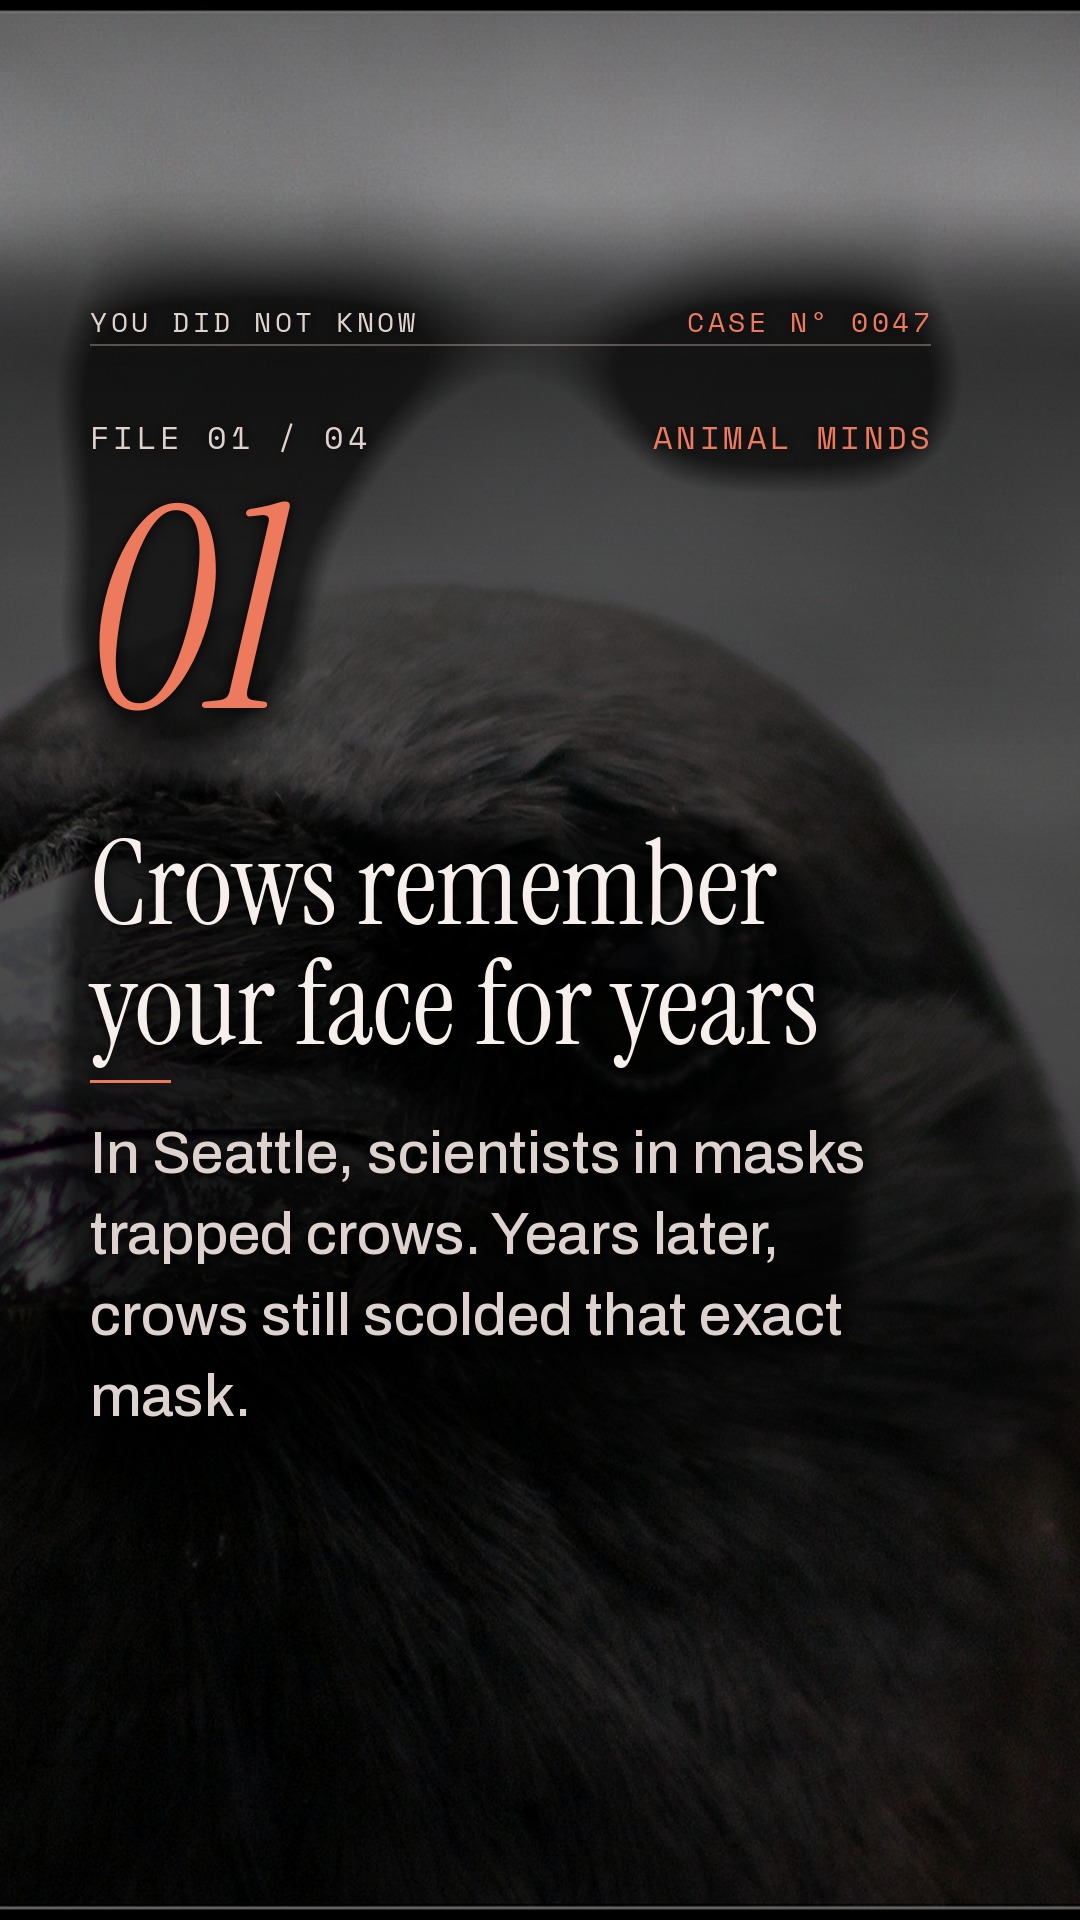 YOU DID NOT KNOW
CASE N° 0047
FILE 01 / 04
ANIMAL MINDS
01
Crows remember
your face for years
In Seattle, scientists in masks
trapped crows. Years later,
crows still scolded that exact
mask.